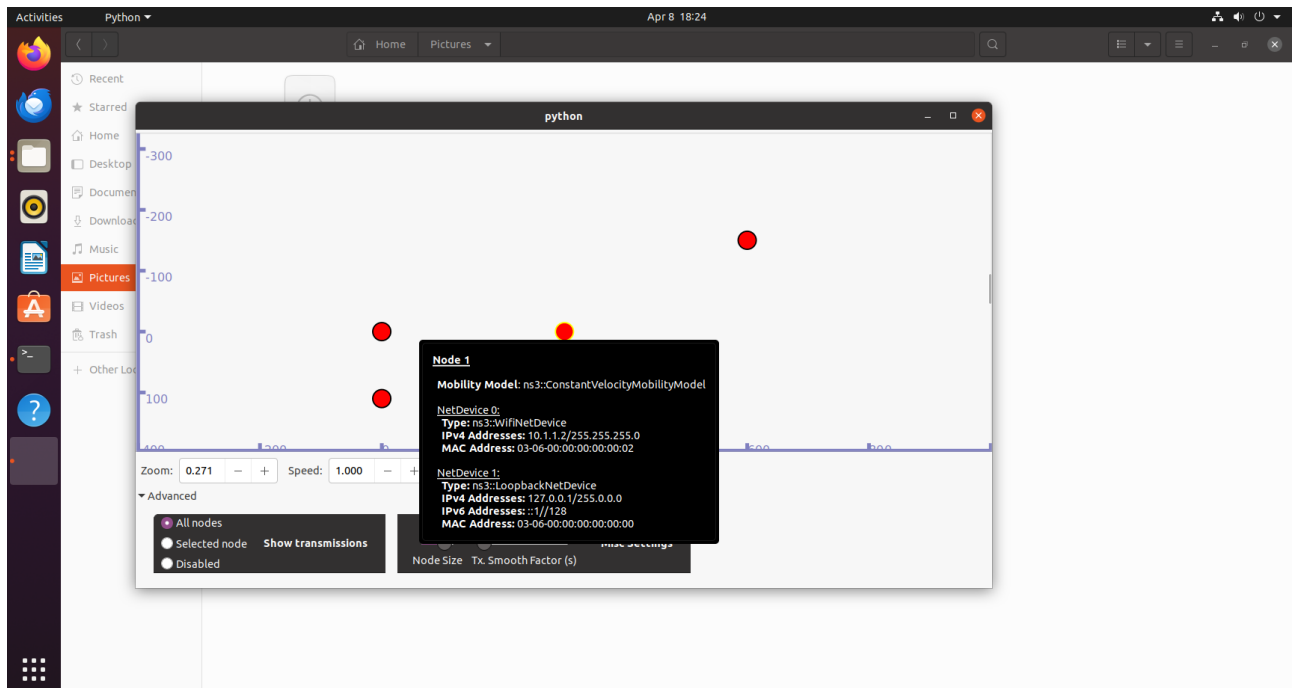 Activities
Python
Apr 8 18:24
Home
Pictures
Recent
Starred
Home
Desktop
Documen
Downloa
Music
Pictures
Videos
Trash
Other Loc
python
-300
-200
-100
0
100
Node 1
Mobility Model: ns3::ConstantVelocityMobilityModel
NetDevice 0:
Type: ns3::WifiNetDevice
IPv4 Addresses: 10.1.1.2/255.255.255.0
MAC Address: 03-06-00:00:00:00:00:02
NetDevice 1:
Type: ns3::LoopbackNetDevice
IPv4 Addresses: 127.0.0.1/255.0.0.0
IPv6 Addresses: ::1//128
MAC Address: 03-06-00:00:00:00:00:00
Zoom: 0.271 − +
Speed: 1.000 − +
Advanced
All nodes
Selected node
Disabled
Show transmissions
Node Size
Tx. Smooth Factor (s)
Misc Settings